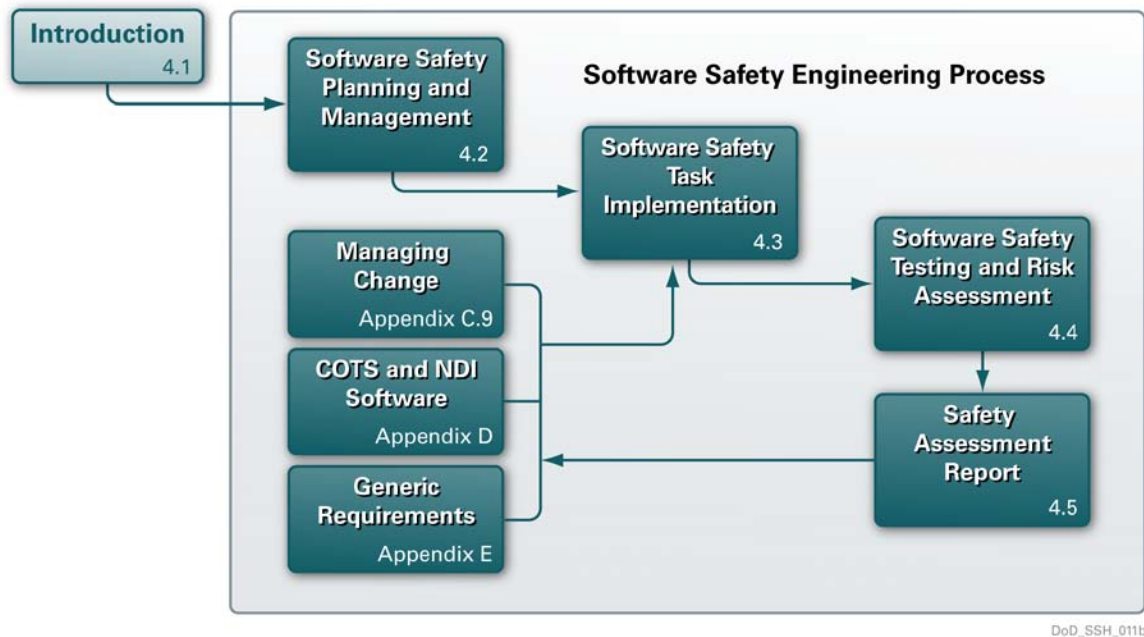 Introduction
4.1
Software Safety Engineering Process
Software Safety
Planning and
Management
4.2
Software Safety
Task
Implementation
4.3
Software Safety
Testing and Risk
Assessment
4.4
Safety
Assessment
Report
4.5
Managing
Change
Appendix C.9
COTS and NDI
Software
Appendix D
Generic
Requirements
Appendix E